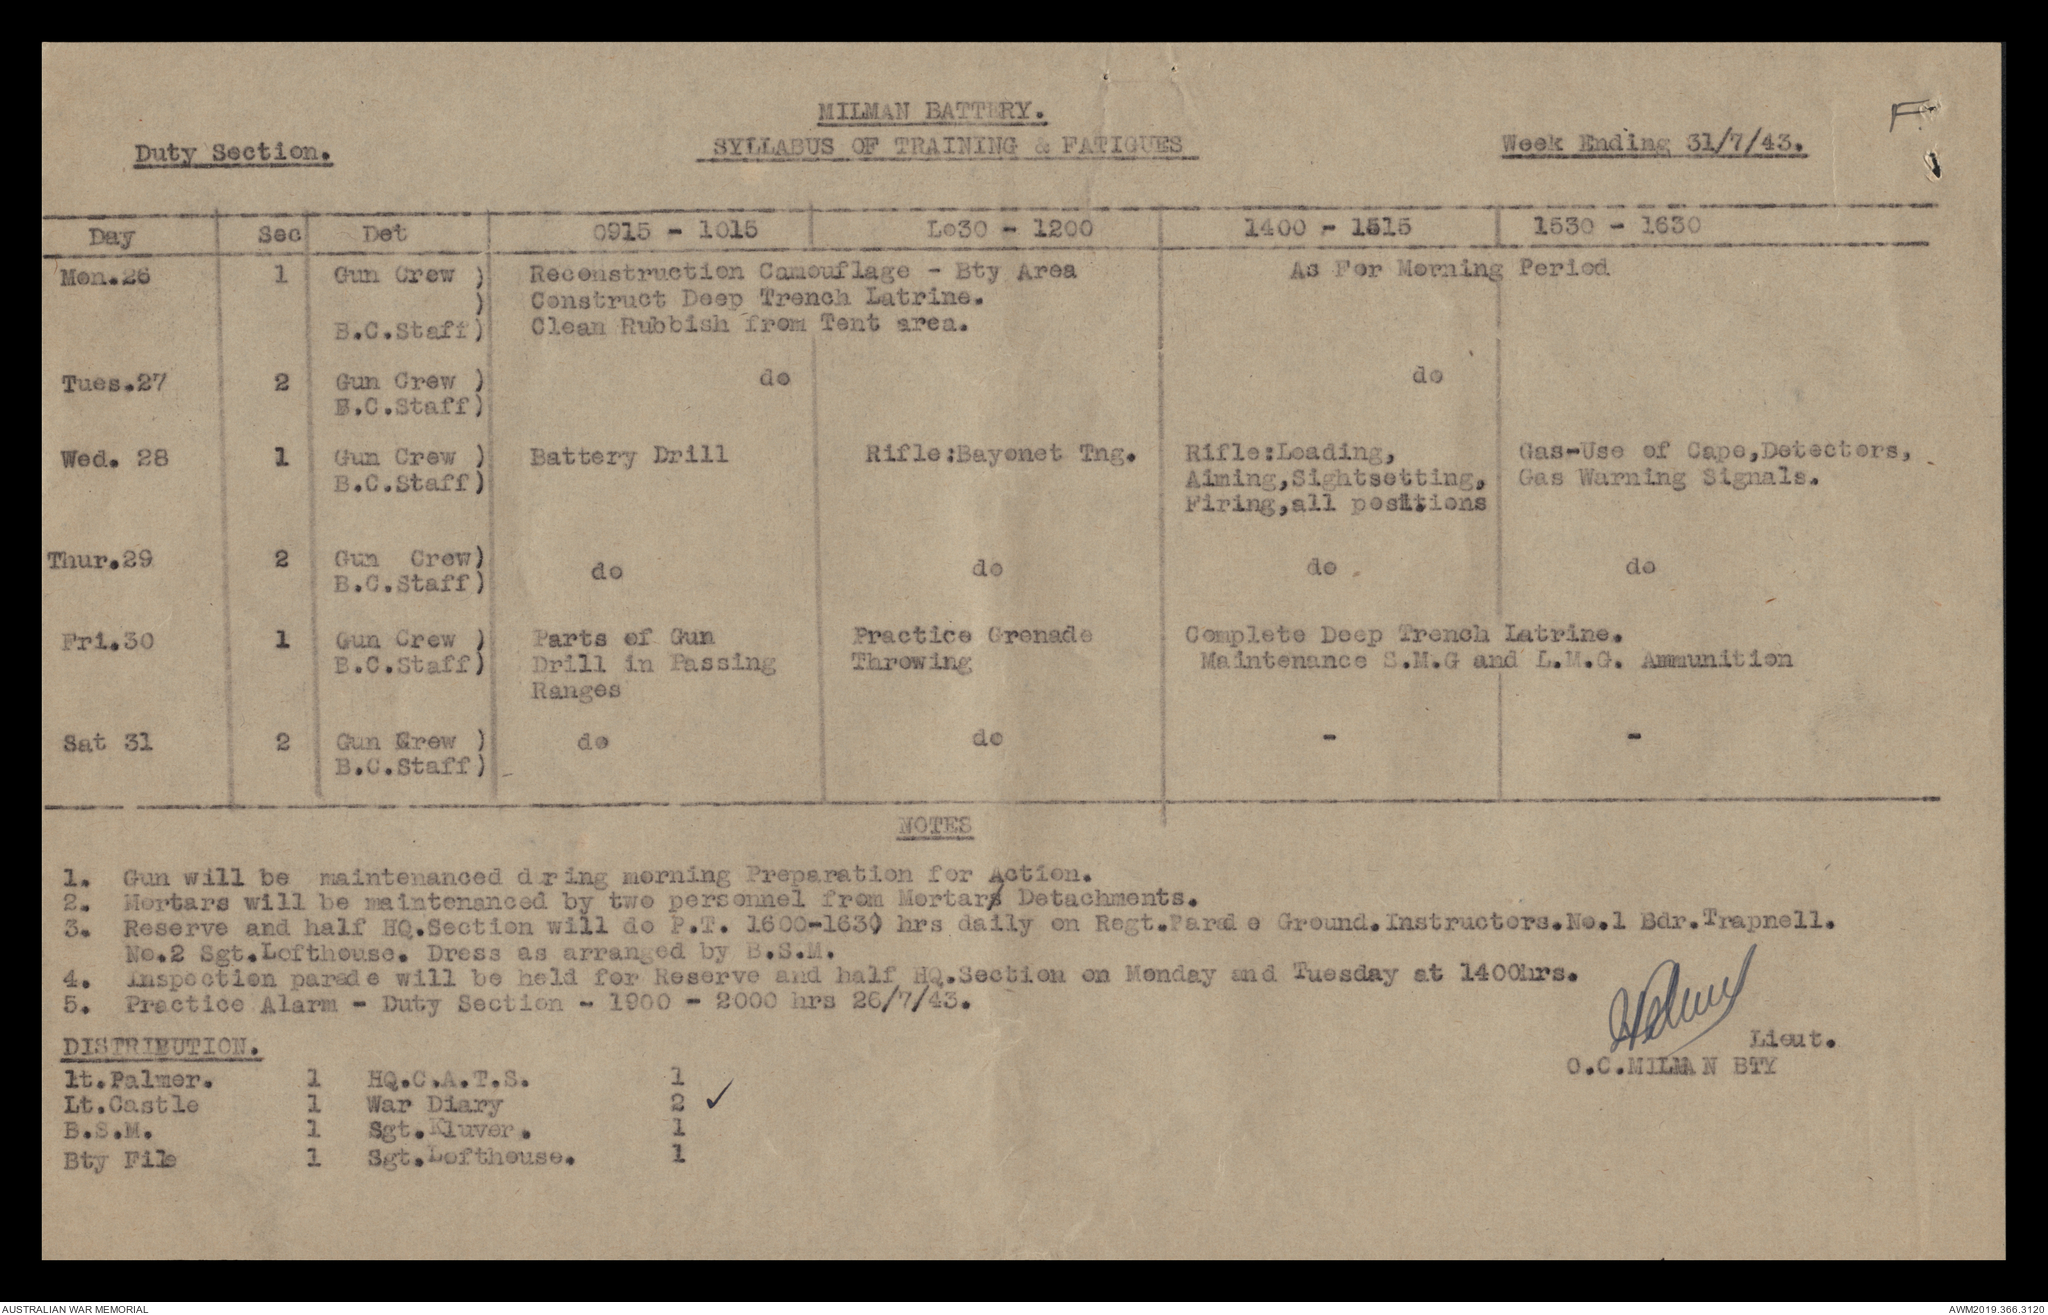 MILMAN BATTERY.
Duty Section. SYLLABUS OF TRAINING & FATIGUES Week Ending 31/7/43. F
Day Sec Det 0915 - 1015 Lo30 - 1200 1400 - 1515 1530 - 1630
Mon.26 1 Gun Crew ) Reconstruction Camouflage - Bty Area As For Morning Period
) Construct Deep Trench Latrine.
B.C.Staff) Clean Rubbish from Tent area.
Tues.27 2 Gun Crew ) do do
B.C.Staff)
Wed. 28 1 Gun Crew ) Battery Drill Rifle:Bayonet Tng. Rifle:Loading, Gas-Use of Cape,Detectors,
B.C.Staff) Aiming,Sightsetting, Gas Warning Signals.
Firing,all positions
Thur.29 2 Gun Crew) do do do do
B.C.Staff)
Fri.30 1 Gun Crew ) Parts of Gun Practice Grenade Complete Deep Trench Latrine.
B.C.Staff) Drill in Passing Throwing Maintenance S.M.G and L.M.G. Ammunition
Ranges
Sat 31 2 Gun Crew ) do do - -
B.C.Staff)
NOTES
1. Gun will be maintenanced during morning Preparation for Action.
2. Mortars will be maintenanced by two personnel from Mortar Detachments.
3. Reserve and half HQ.Section will do P.T. 1600-1630 hrs daily on Regt.Parade Ground.Instructors.No.1 Bdr.Trapnell.
No.2 Sgt.Lofthouse. Dress as arranged by B.S.M.
4. Inspection parade will be held for Reserve and half HQ.Section on Monday and Tuesday at 1400hrs.
5. Practice Alarm - Duty Section - 1900 - 2000 hrs 26/7/43.
Lieut.
O.C.MILMAN BTY
DISTRIBUTION.
lt.Palmer. 1 HQ.C.A.T.S. 1
Lt.Castle 1 War Diary 2 ✓
B.S.M. 1 Sgt.Kluver. 1
Bty File 1 Sgt.Lofthouse. 1
AUSTRALIAN WAR MEMORIAL AWM2019.366.3120